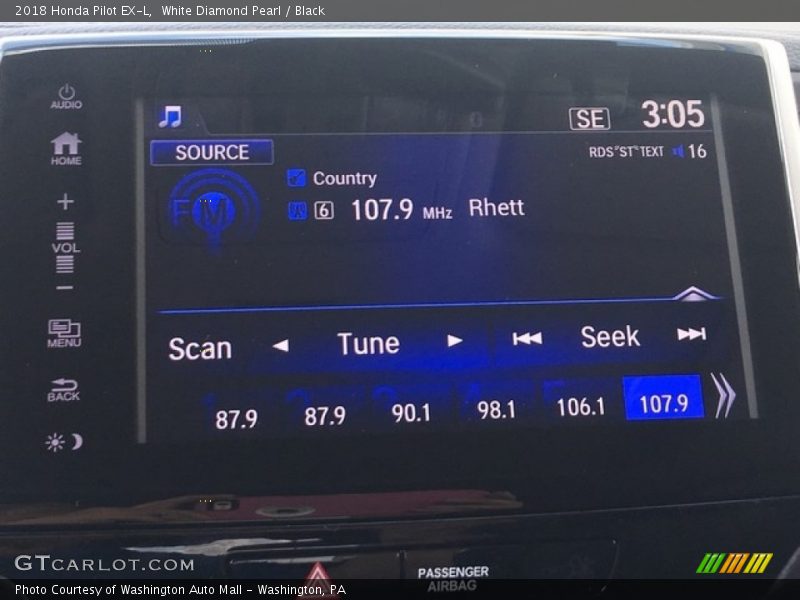 2018 Honda Pilot EX-L, White Diamond Pearl / Black
AUDIO
SE 3:05
SOURCE
RDS "ST" TEXT 16
HOME
Country
FM
6 107.9 MHz Rhett
+
VOL
−
Scan Tune Seek
MENU
BACK
87.9 87.9 90.1 98.1 106.1 107.9
GTCARLOT.COM
PASSENGER
AIRBAG
Photo Courtesy of Washington Auto Mall - Washington, PA